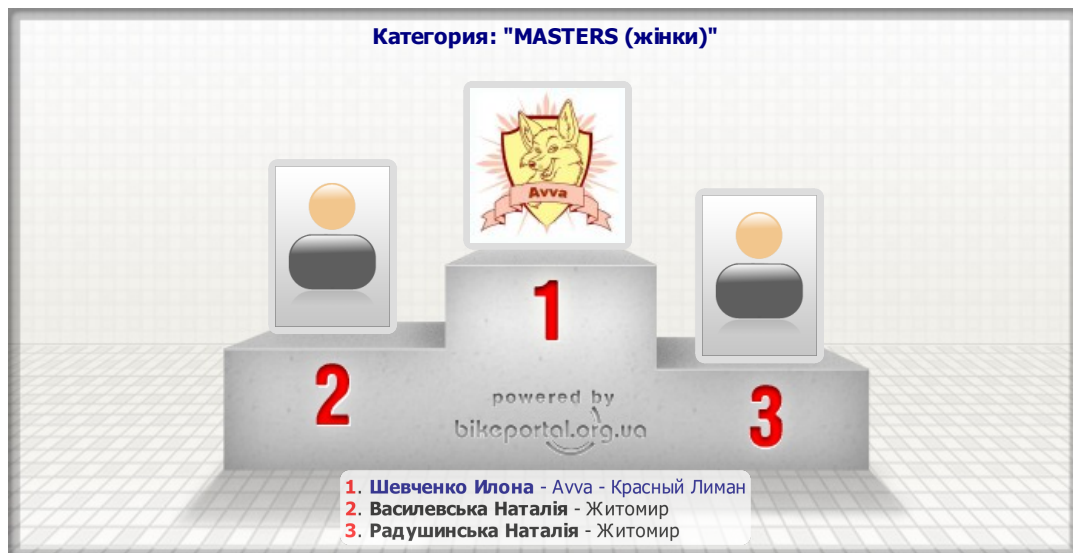 Категория: "MASTERS (жінки)"
Avva
1
2
3
powered by
bikeportal.org.ua
1. Шевченко Илона - Avva - Красный Лиман
2. Василевська Наталія - Житомир
3. Радушинська Наталія - Житомир